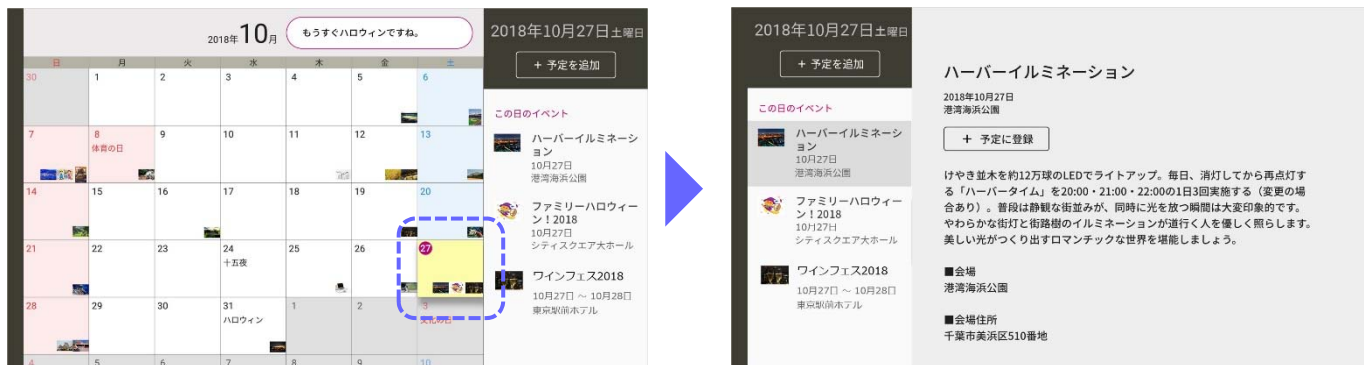 2018年10月
もうすぐハロウィンですね。
日 月 火 水 木 金 土
30 1 2 3 4 5 6
7 8 9 10 11 12 13
体育の日
14 15 16 17 18 19 20
21 22 23 24 25 26 27
十五夜
28 29 30 31 1 2 3
ハロウィン 文化の日
4 5 6 7 8 9 10
2018年10月27日土曜日
+ 予定を追加
この日のイベント
ハーバーイルミネーシ
ョン
10月27日
港湾海浜公園
ファミリーハロウィー
ン！2018
10月27日
シティスクエア大ホール
ワインフェス2018
10月27日 ～ 10月28日
東京駅前ホテル
2018年10月27日土曜日
+ 予定を追加
この日のイベント
ハーバーイルミネーシ
ョン
10月27日
港湾海浜公園
ファミリーハロウィー
ン！2018
10月27日
シティスクエア大ホール
ワインフェス2018
10月27日 ～ 10月28日
東京駅前ホテル
ハーバーイルミネーション
2018年10月27日
港湾海浜公園
+ 予定に登録
けやき並木を約12万球のLEDでライトアップ。毎日、消灯してから再点灯す
る「ハーバータイム」を20:00・21:00・22:00の1日3回実施する（変更の場
合あり）。普段は静観な街並みが、同時に光を放つ瞬間は大変印象的です。
やわらかな街灯と街路樹のイルミネーションが道行く人を優しく照らします。
美しい光がつくり出すロマンチックな世界を堪能しましょう。
■会場
港湾海浜公園
■会場住所
千葉市美浜区510番地